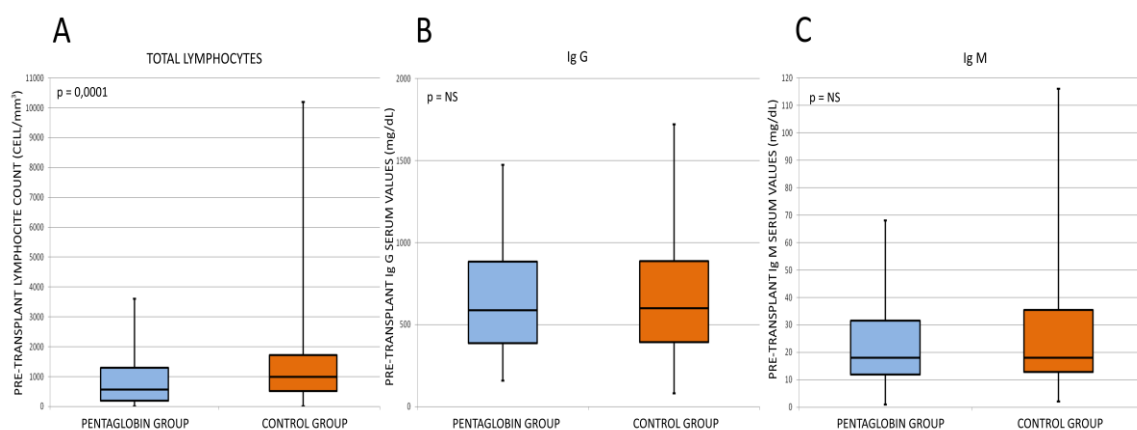 A
TOTAL LYMPHOCYTES
p = 0,0001
PRE-TRANSPLANT LYMPHOCITE COUNT (CELL/mm³)
11000
10000
9000
8000
7000
6000
5000
4000
3000
2000
1000
0
PENTAGLOBIN GROUP
CONTROL GROUP
B
Ig G
p = NS
PRE-TRANSPLANT Ig G SERUM VALUES (mg/dL)
2000
1500
1000
500
0
PENTAGLOBIN GROUP
CONTROL GROUP
C
Ig M
p = NS
PRE-TRANSPLANT Ig M SERUM VALUES (mg/dL)
120
110
100
90
80
70
60
50
40
30
20
10
0
PENTAGLOBIN GROUP
CONTROL GROUP